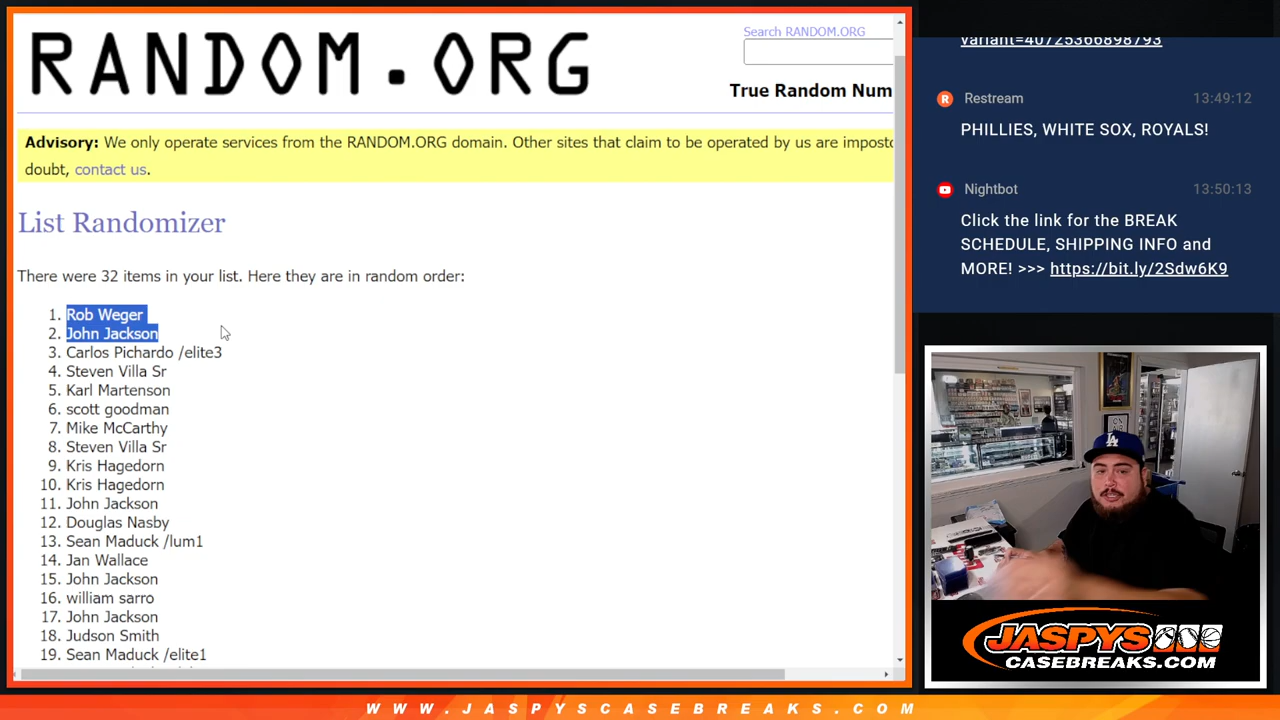 RANDOM.ORG
Search RANDOM.ORG
True Random Num
Advisory: We only operate services from the RANDOM.ORG domain. Other sites that claim to be operated by us are imposto
doubt, contact us.
List Randomizer
There were 32 items in your list. Here they are in random order:
1. Rob Weger
2. John Jackson
3. Carlos Pichardo /elite3
4. Steven Villa Sr
5. Karl Martenson
6. scott goodman
7. Mike McCarthy
8. Steven Villa Sr
9. Kris Hagedorn
10. Kris Hagedorn
11. John Jackson
12. Douglas Nasby
13. Sean Maduck /lum1
14. Jan Wallace
15. John Jackson
16. william sarro
17. John Jackson
18. Judson Smith
19. Sean Maduck /elite1
variant=40725366898793
Restream 13:49:12
PHILLIES, WHITE SOX, ROYALS!
Nightbot 13:50:13
Click the link for the BREAK
SCHEDULE, SHIPPING INFO and
MORE! >>> https://bit.ly/2Sdw6K9
LA
JASPYS
CASEBREAKS.COM
WWW.JASPYSCASEBREAKS.COM